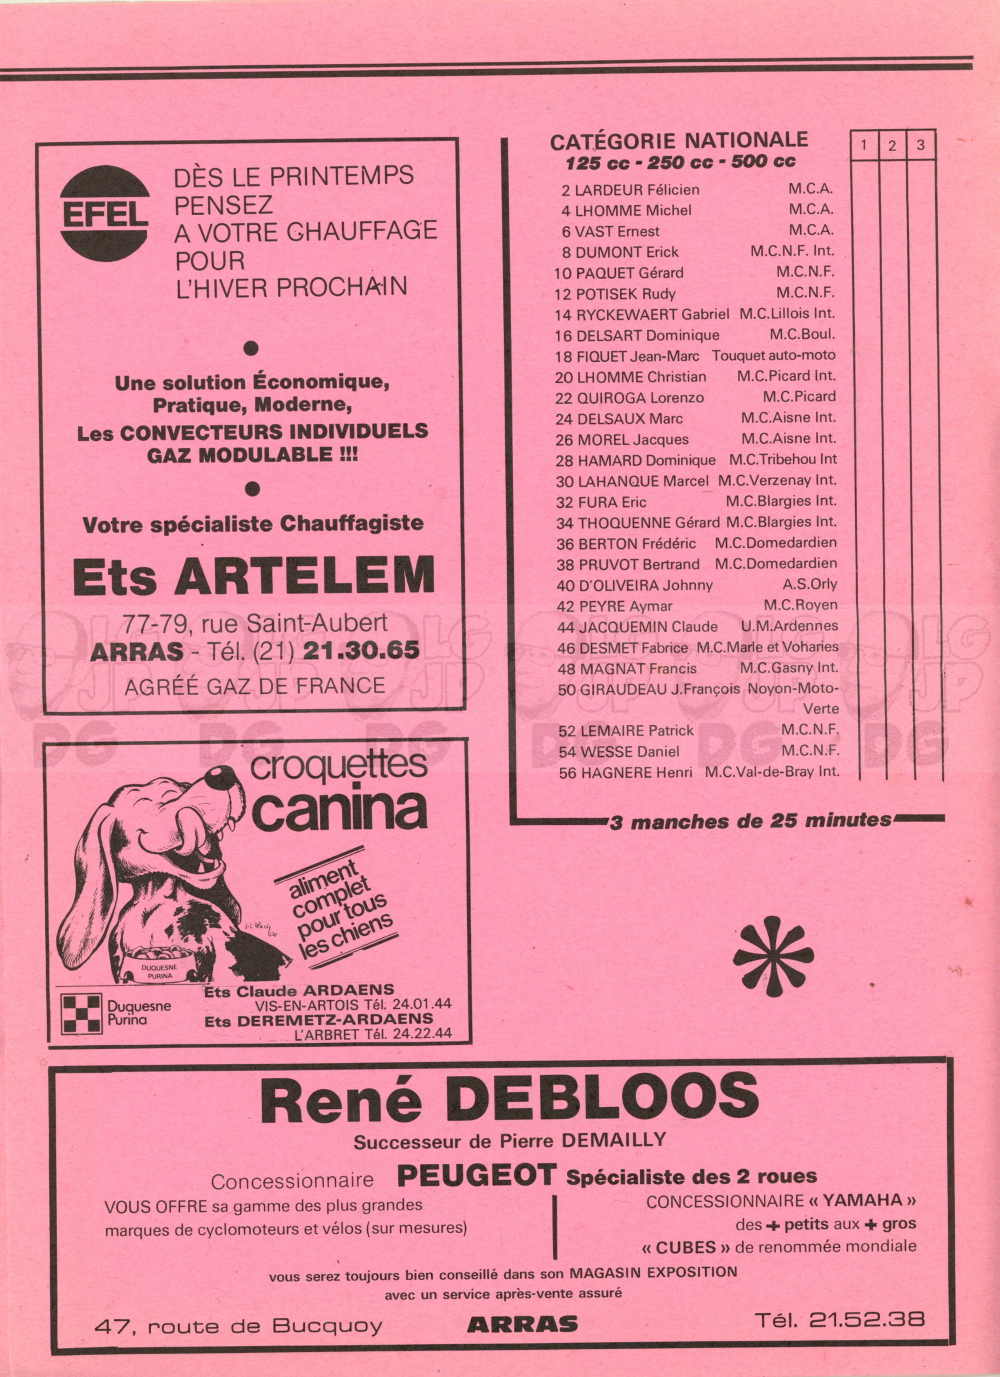 EFEL
DÈS LE PRINTEMPS
PENSEZ
A VOTRE CHAUFFAGE
POUR
L'HIVER PROCHAIN
Une solution Économique,
Pratique, Moderne,
Les CONVECTEURS INDIVIDUELS
GAZ MODULABLE !!!
Votre spécialiste Chauffagiste
Ets ARTELEM
77-79, rue Saint-Aubert
ARRAS - Tél. (21) 21.30.65
AGRÉÉ GAZ DE FRANCE
croquettes
canina
aliment
complet
pour tous
les chiens
DUQUESNE
PURINA
Duquesne
Purina
Ets Claude ARDAENS
VIS-EN-ARTOIS Tél. 24.01.44
Ets DEREMETZ-ARDAENS
L'ARBRET Tél. 24.22.44
CATÉGORIE NATIONALE
125 cc - 250 cc - 500 cc
1 2 3
2 LARDEUR Félicien M.C.A.
4 LHOMME Michel M.C.A.
6 VAST Ernest M.C.A.
8 DUMONT Erick M.C.N.F. Int.
10 PAQUET Gérard M.C.N.F.
12 POTISEK Rudy M.C.N.F.
14 RYCKEWAERT Gabriel M.C.Lillois Int.
16 DELSART Dominique M.C.Boul.
18 FIQUET Jean-Marc Touquet auto-moto
20 LHOMME Christian M.C.Picard Int.
22 QUIROGA Lorenzo M.C.Picard
24 DELSAUX Marc M.C.Aisne Int.
26 MOREL Jacques M.C.Aisne Int.
28 HAMARD Dominique M.C.Tribehou Int
30 LAHANQUE Marcel M.C.Verzenay Int.
32 FURA Eric M.C.Blargies Int.
34 THOQUENNE Gérard M.C.Blargies Int.
36 BERTON Frédéric M.C.Domedardien
38 PRUVOT Bertrand M.C.Domedardien
40 D'OLIVEIRA Johnny A.S.Orly
42 PEYRE Aymar M.C.Royen
44 JACQUEMIN Claude U.M.Ardennes
46 DESMET Fabrice M.C.Marle et Voharies
48 MAGNAT Francis M.C.Gasny Int.
50 GIRAUDEAU J.François Noyon-Moto-
Verte
52 LEMAIRE Patrick M.C.N.F.
54 WESSE Daniel M.C.N.F.
56 HAGNERE Henri M.C.Val-de-Bray Int.
3 manches de 25 minutes
René DEBLOOS
Successeur de Pierre DEMAILLY
Concessionnaire PEUGEOT Spécialiste des 2 roues
VOUS OFFRE sa gamme des plus grandes
marques de cyclomoteurs et vélos (sur mesures)
CONCESSIONNAIRE « YAMAHA »
des + petits aux + gros
« CUBES » de renommée mondiale
vous serez toujours bien conseillé dans son MAGASIN EXPOSITION
avec un service après-vente assuré
47, route de Bucquoy ARRAS Tél. 21.52.38